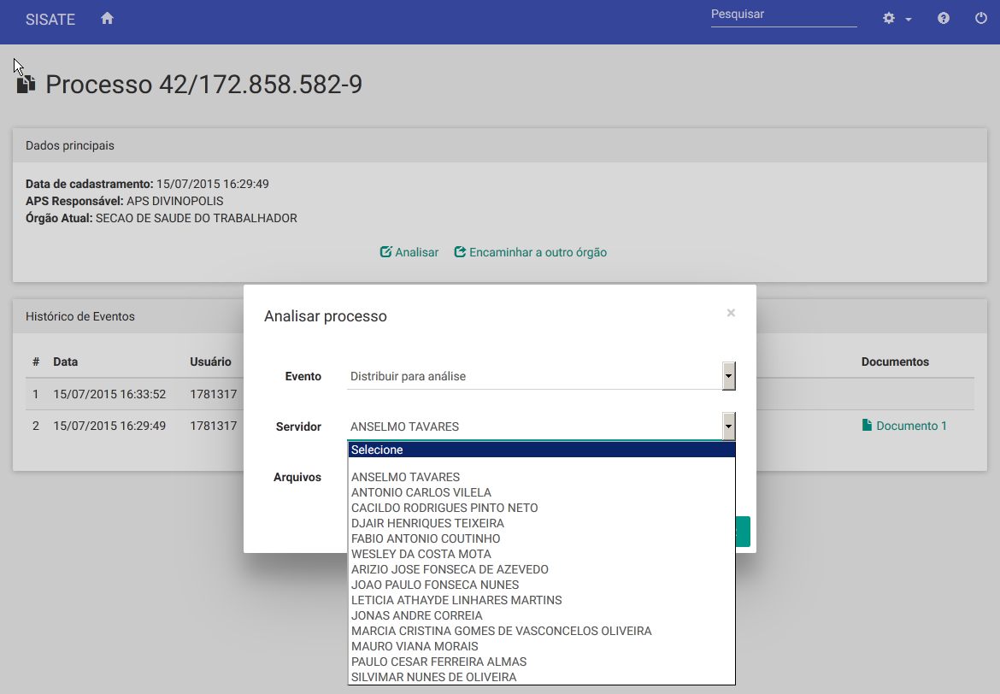 SISATE
Pesquisar
Processo 42/172.858.582-9
Dados principais
Data de cadastramento: 15/07/2015 16:29:49
APS Responsável: APS DIVINOPOLIS
Órgão Atual: SECAO DE SAUDE DO TRABALHADOR
Analisar
Encaminhar a outro órgão
Histórico de Eventos
# Data Usuário Documentos
1 15/07/2015 16:33:52 1781317
2 15/07/2015 16:29:49 1781317 Documento 1
Analisar processo ×
Evento Distribuir para análise
Servidor ANSELMO TAVARES
Arquivos
Selecione
ANSELMO TAVARES
ANTONIO CARLOS VILELA
CACILDO RODRIGUES PINTO NETO
DJAIR HENRIQUES TEIXEIRA
FABIO ANTONIO COUTINHO
WESLEY DA COSTA MOTA
ARIZIO JOSE FONSECA DE AZEVEDO
JOAO PAULO FONSECA NUNES
LETICIA ATHAYDE LINHARES MARTINS
JONAS ANDRE CORREIA
MARCIA CRISTINA GOMES DE VASCONCELOS OLIVEIRA
MAURO VIANA MORAIS
PAULO CESAR FERREIRA ALMAS
SILVIMAR NUNES DE OLIVEIRA